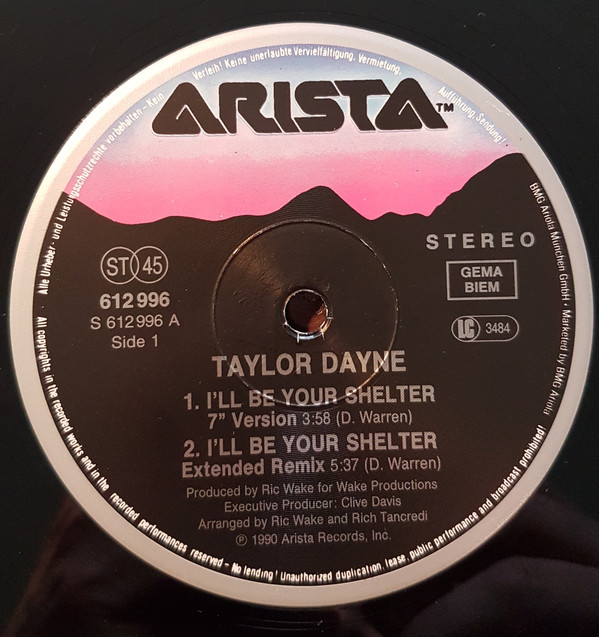 Alle Urheber- und Leistungsschutzrechte vorbehalten - Kein Verleih! Keine unerlaubte Vervielfältigung, Vermietung, Aufführung, Sendung!
ARISTA™
STEREO
ST 45
GEMA
BIEM
612 996
S 612 996 A
Side 1
LC 3484
TAYLOR DAYNE
1. I'LL BE YOUR SHELTER
7" Version 3:58 (D. Warren)
2. I'LL BE YOUR SHELTER
Extended Remix 5:37 (D. Warren)
Produced by Ric Wake for Wake Productions
Executive Producer: Clive Davis
Arranged by Ric Wake and Rich Tancredi
℗ 1990 Arista Records, Inc.
BMG Ariola München GmbH · Marketed by BMG Ariola
All copyrights in the recorded works and in the recorded performances reserved - No lending! Unauthorized duplication, lease, public performance and broadcast prohibited!